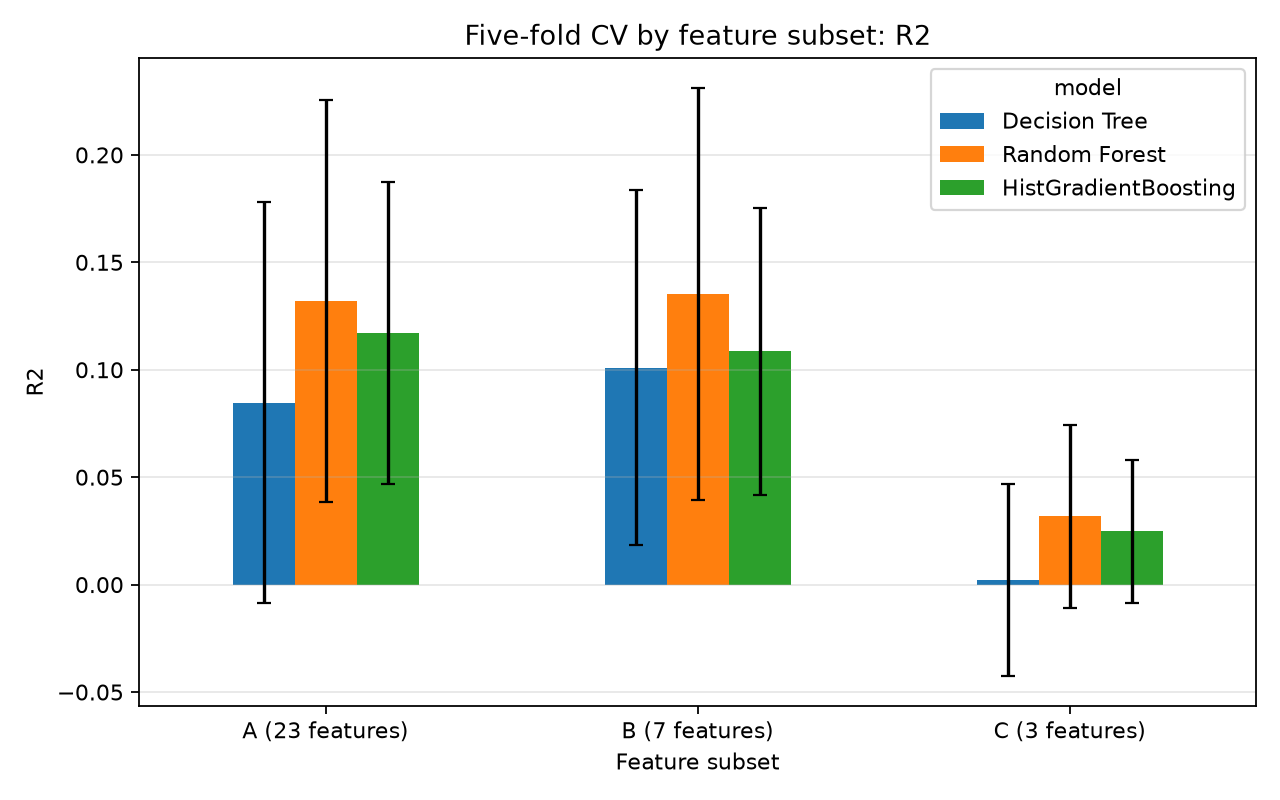 Five-fold CV by feature subset: R2
model
Decision Tree
Random Forest
HistGradientBoosting
R2
0.20
0.15
0.10
0.05
0.00
−0.05
A (23 features)
B (7 features)
C (3 features)
Feature subset